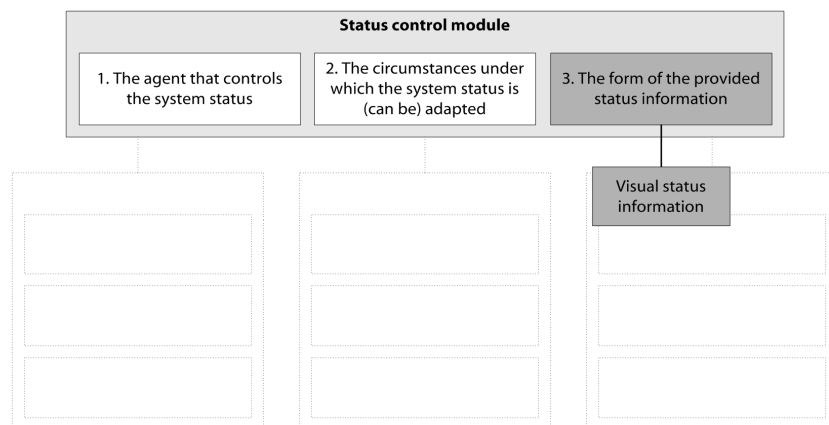 Status control module
1. The agent that controls
the system status
2. The circumstances under
which the system status is
(can be) adapted
3. The form of the provided
status information
Visual status
information